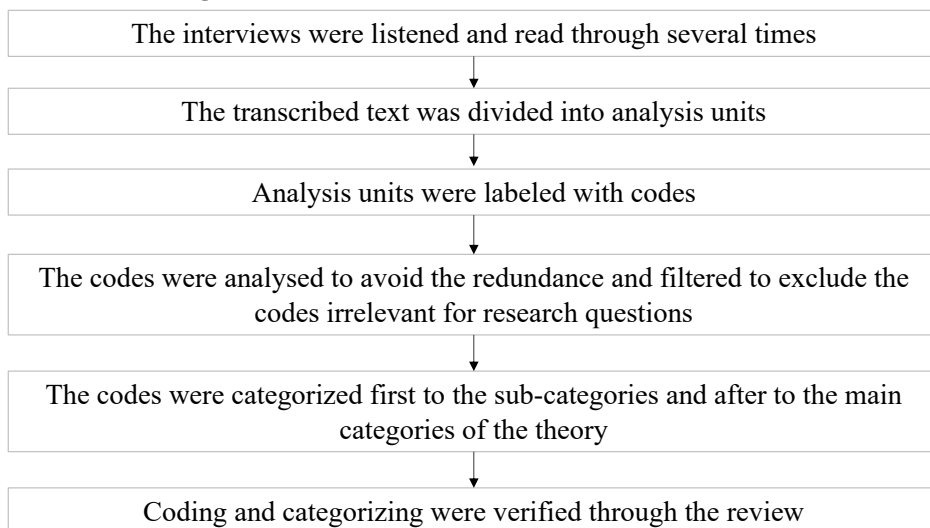 The interviews were listened and read through several times
The transcribed text was divided into analysis units
Analysis units were labeled with codes
The codes were analysed to avoid the redundance and filtered to exclude the
codes irrelevant for research questions
The codes were categorized first to the sub-categories and after to the main
categories of the theory
Coding and categorizing were verified through the review